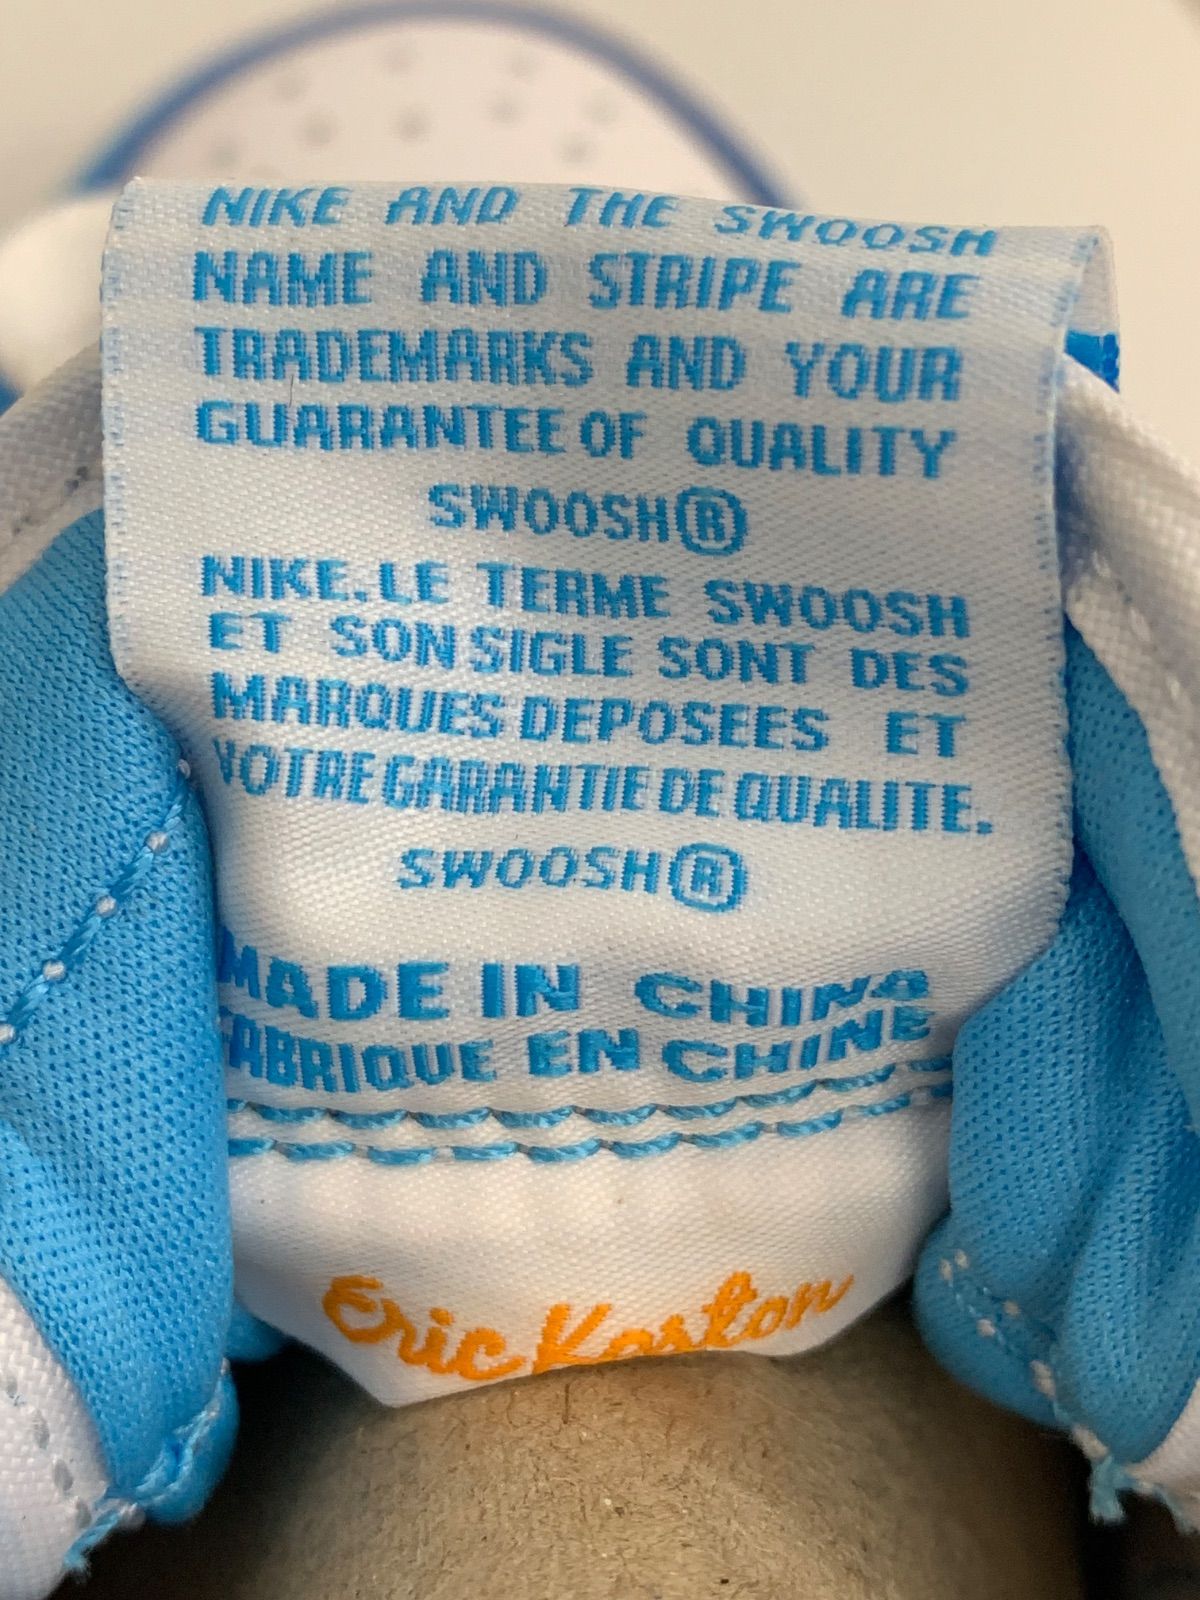 NIKE AND THE SWOOSH
NAME AND STRIPE ARE
TRADEMARKS AND YOUR
GUARANTEE OF QUALITY
SWOOSH®
NIKE.LE TERME SWOOSH
ET SON SIGLE SONT DES
MARQUES DEPOSEES ET
VOTRE GARANTIE DE QUALITE.
SWOOSH®
MADE IN CHINA
FABRIQUE EN CHINE
Eric Koston